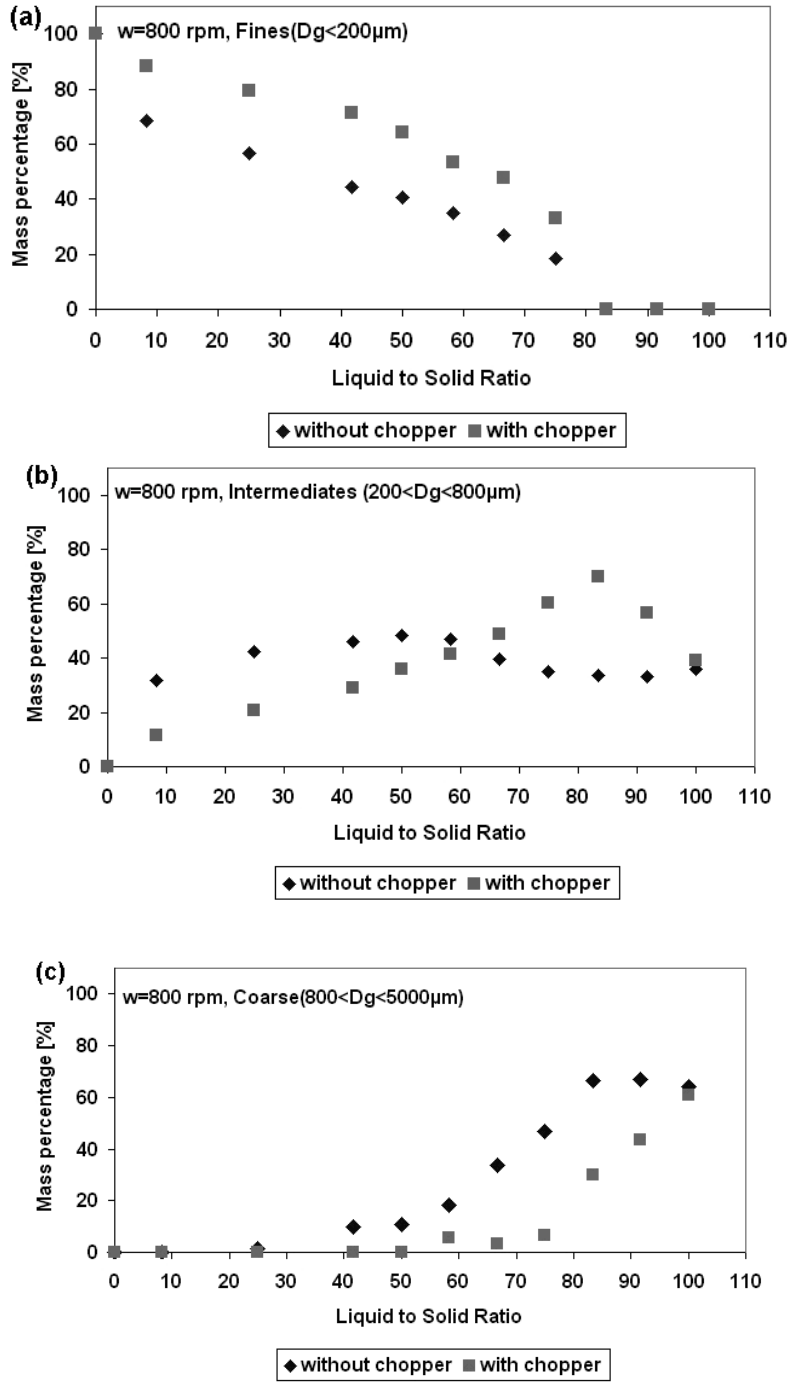 (a)
w=800 rpm, Fines(Dg<200µm)
Mass percentage [%]
100
80
60
40
20
0
0 10 20 30 40 50 60 70 80 90 100 110
Liquid to Solid Ratio
without chopper with chopper
(b)
w=800 rpm, Intermediates (200<Dg<800µm)
Mass percentage [%]
100
80
60
40
20
0
0 10 20 30 40 50 60 70 80 90 100 110
Liquid to Solid Ratio
without chopper with chopper
(c)
w=800 rpm, Coarse(800<Dg<5000µm)
Mass percentage [%]
100
80
60
40
20
0
0 10 20 30 40 50 60 70 80 90 100 110
Liquid to Solid Ratio
without chopper with chopper